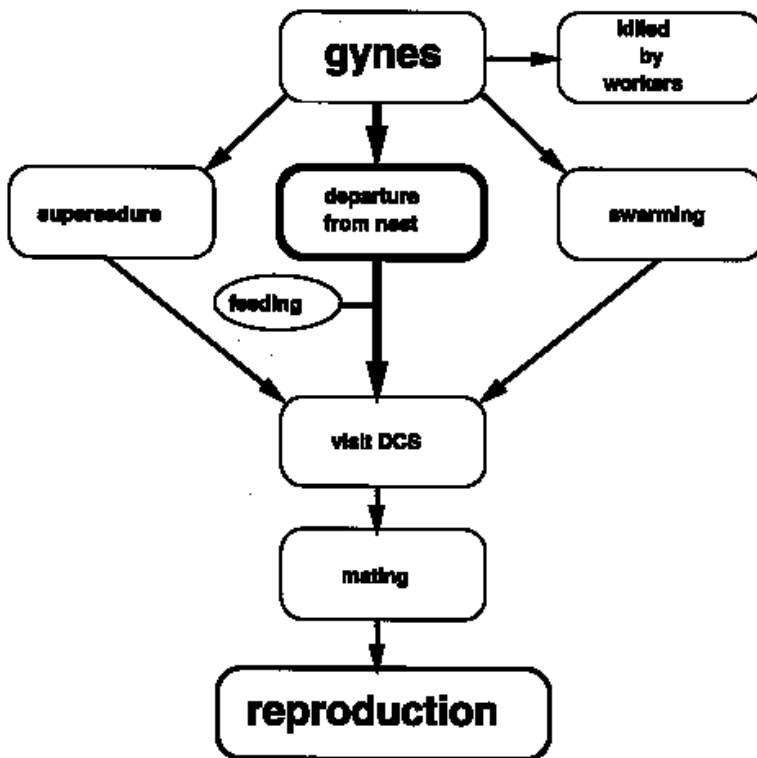 gynes
killed
by
workers
supersedure
departure
from nest
swarming
feeding
visit DCS
mating
reproduction